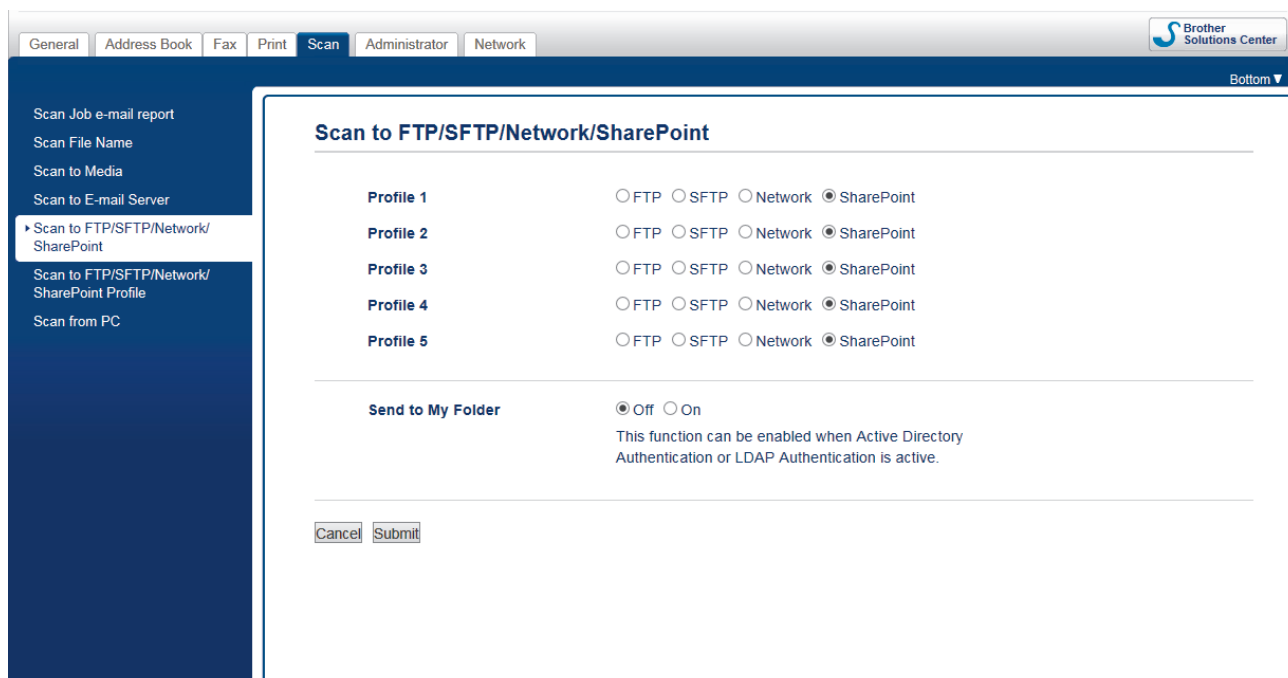 General Address Book Fax Print Scan Administrator Network
Brother
Solutions Center
Bottom▼
Scan Job e-mail report
Scan File Name
Scan to Media
Scan to E-mail Server
Scan to FTP/SFTP/Network/
SharePoint
Scan to FTP/SFTP/Network/
SharePoint Profile
Scan from PC
Scan to FTP/SFTP/Network/SharePoint
Profile 1 FTP SFTP Network SharePoint
Profile 2 FTP SFTP Network SharePoint
Profile 3 FTP SFTP Network SharePoint
Profile 4 FTP SFTP Network SharePoint
Profile 5 FTP SFTP Network SharePoint
Send to My Folder Off On
This function can be enabled when Active Directory
Authentication or LDAP Authentication is active.
Cancel Submit